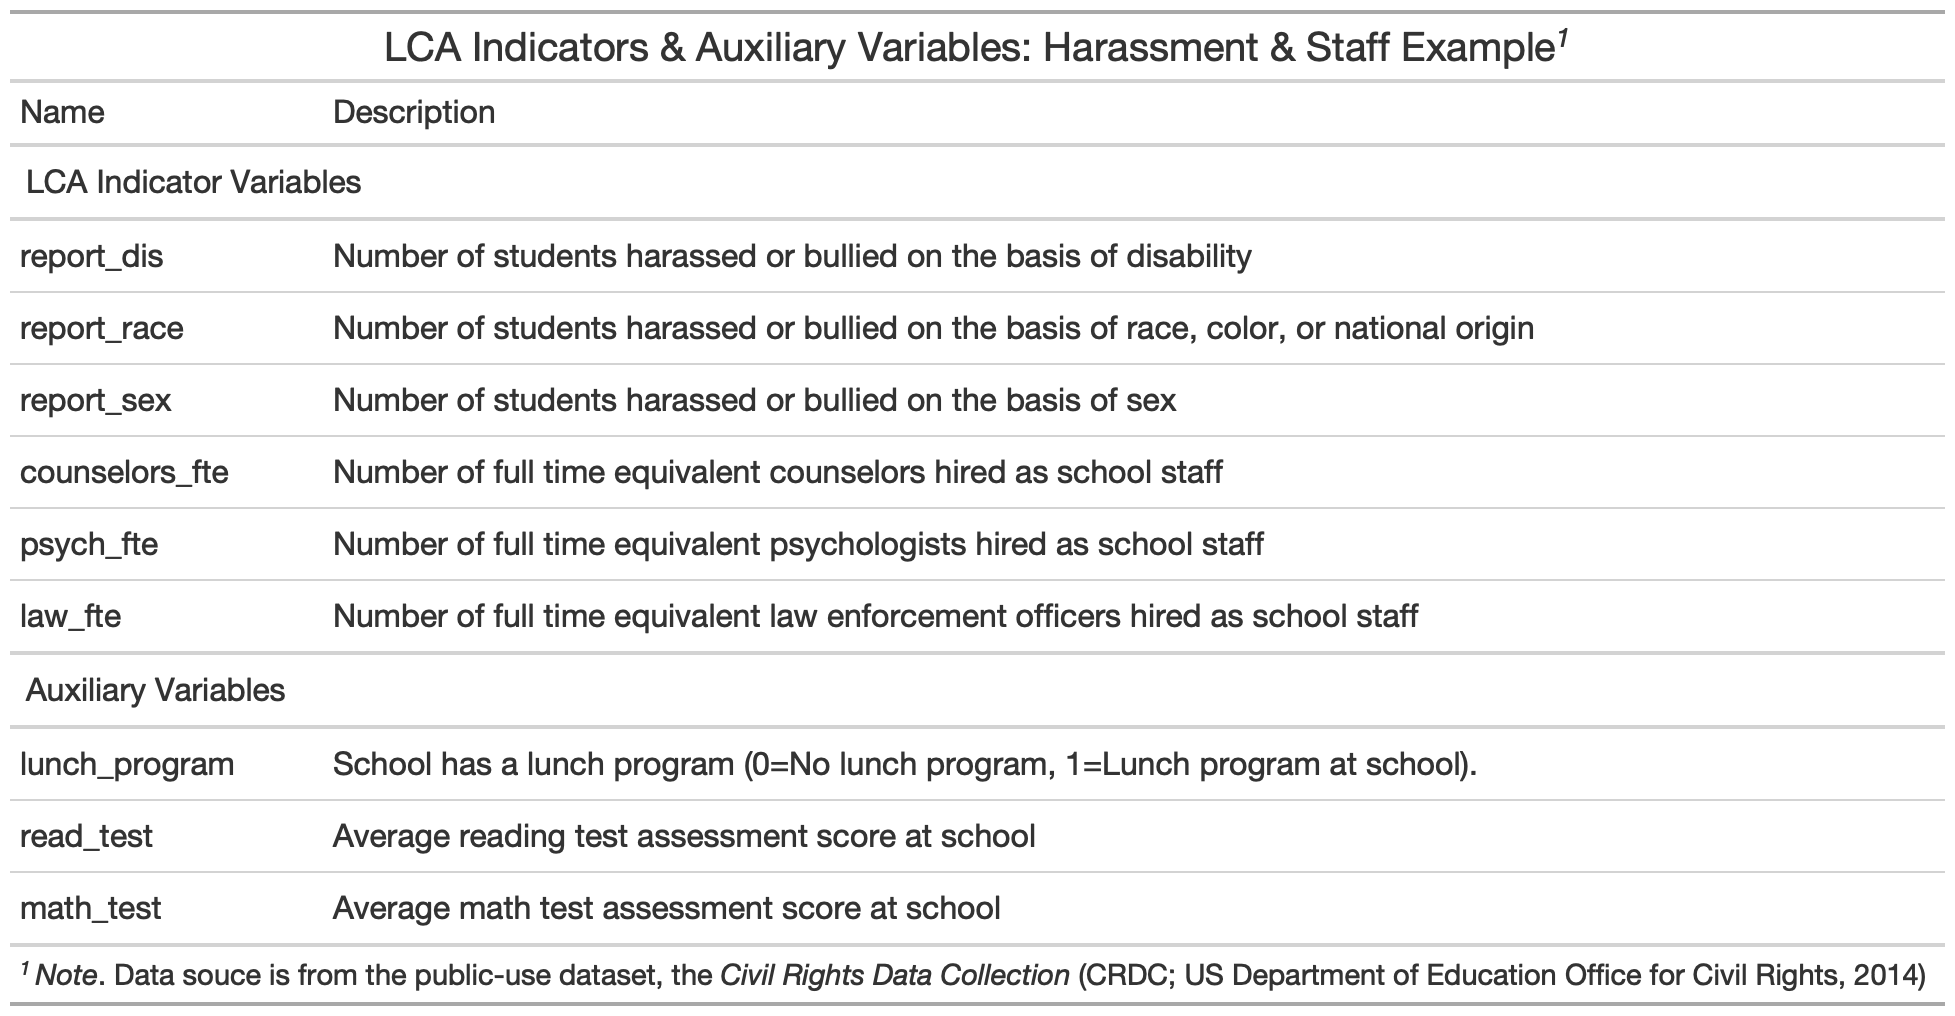 LCA Indicators & Auxiliary Variables: Harassment & Staff Example1
Name Description
LCA Indicator Variables
report_dis Number of students harassed or bullied on the basis of disability
report_race Number of students harassed or bullied on the basis of race, color, or national origin
report_sex Number of students harassed or bullied on the basis of sex
counselors_fte Number of full time equivalent counselors hired as school staff
psych_fte Number of full time equivalent psychologists hired as school staff
law_fte Number of full time equivalent law enforcement officers hired as school staff
Auxiliary Variables
lunch_program School has a lunch program (0=No lunch program, 1=Lunch program at school).
read_test Average reading test assessment score at school
math_test Average math test assessment score at school
1 Note. Data souce is from the public-use dataset, the Civil Rights Data Collection (CRDC; US Department of Education Office for Civil Rights, 2014)